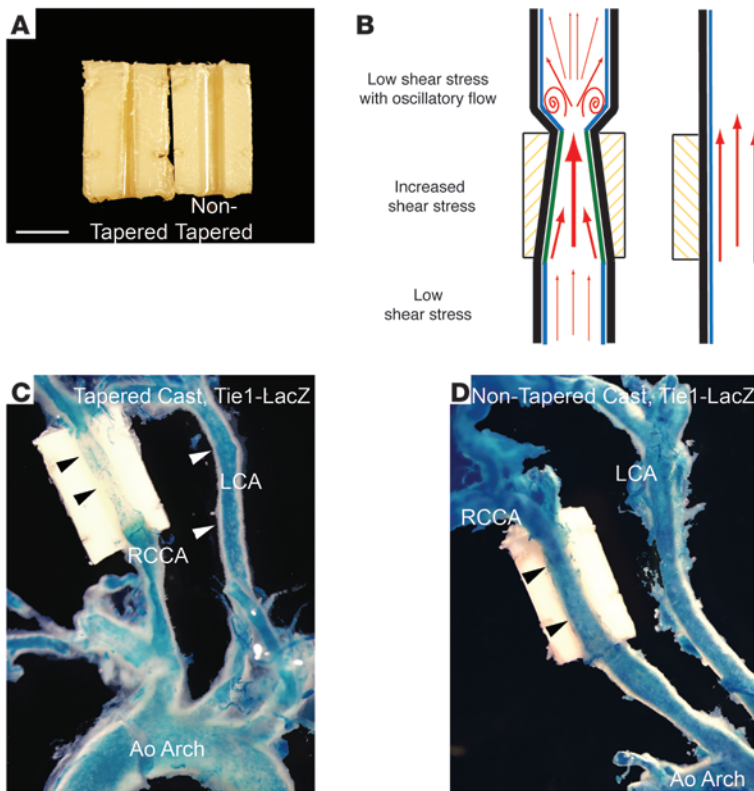 A
Non-
Tapered Tapered
B
Low shear stress
with oscillatory flow
Increased
shear stress
Low
shear stress
C
Tapered Cast, Tie1-LacZ
LCA
RCCA
Ao Arch
D
Non-Tapered Cast, Tie1-LacZ
LCA
RCCA
Ao Arch